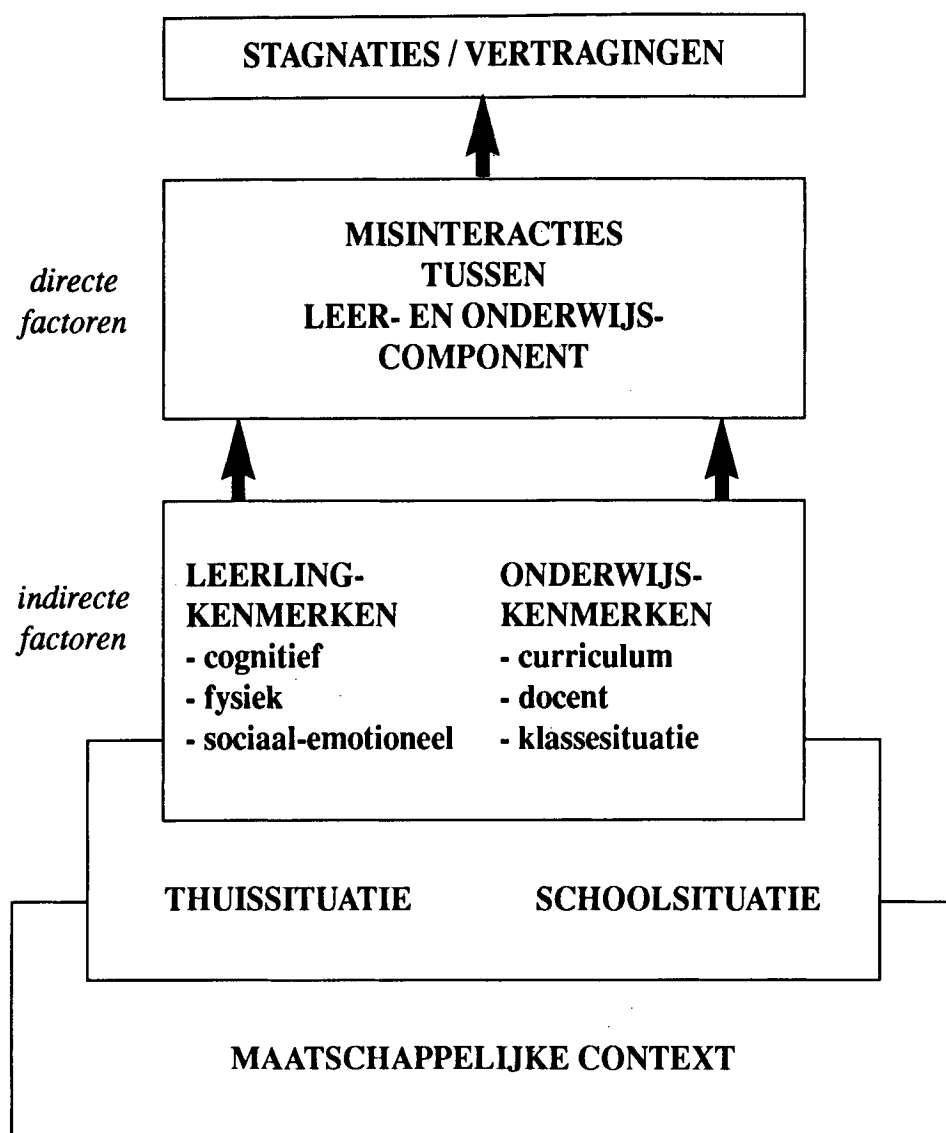 STAGNATIES / VERTRAGINGEN
directe
factoren
MISINTERACTIES
TUSSEN
LEER- EN ONDERWIJS-
COMPONENT
indirecte
factoren
LEERLING-
KENMERKEN
- cognitief
- fysiek
- sociaal-emotioneel
ONDERWIJS-
KENMERKEN
- curriculum
- docent
- klassesituatie
THUISSITUATIE
SCHOOLSITUATIE
MAATSCHAPPELIJKE CONTEXT